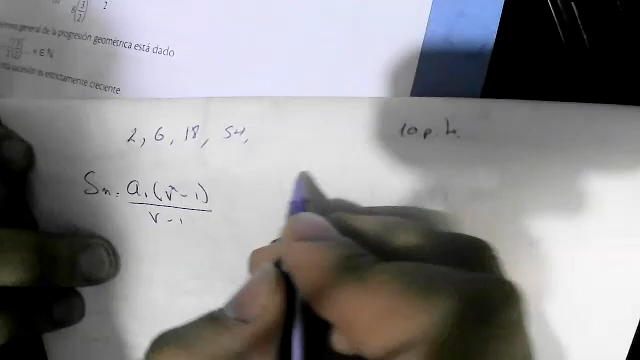 término general de la progresión geométrica está dado
n ∈ ℕ
sucesión es estrictamente creciente
2, 6, 18, 54,
10 p. t.
Sn: a1 (r^n - 1)
r - 1